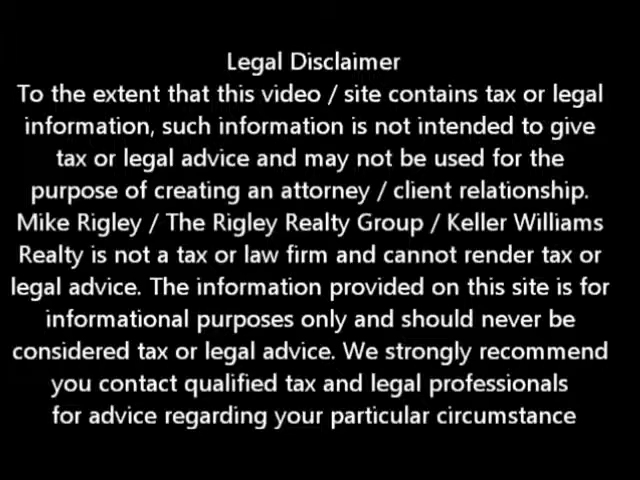 Legal Disclaimer
To the extent that this video / site contains tax or legal
information, such information is not intended to give
tax or legal advice and may not be used for the
purpose of creating an attorney / client relationship.
Mike Rigley / The Rigley Realty Group / Keller Williams
Realty is not a tax or law firm and cannot render tax or
legal advice. The information provided on this site is for
informational purposes only and should never be
considered tax or legal advice. We strongly recommend
you contact qualified tax and legal professionals
for advice regarding your particular circumstance